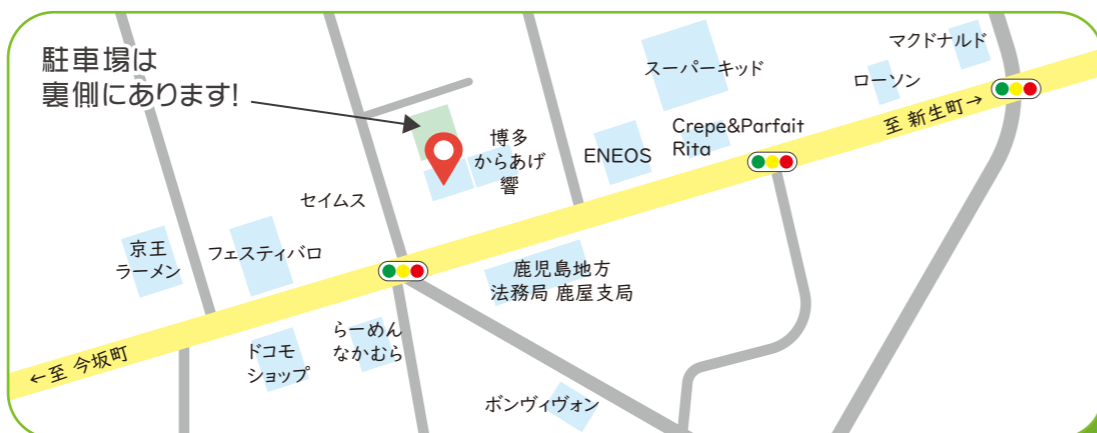 駐車場は
裏側にあります!
マクドナルド
スーパーキッド
ローソン
至 新生町→
博多
からあげ
響
ENEOS
Crepe&Parfait
Rita
セイムス
京王
ラーメン
フェスティバロ
鹿児島地方
法務局 鹿屋支局
らーめん
なかむら
←至 今坂町
ドコモ
ショップ
ボンヴィヴォン